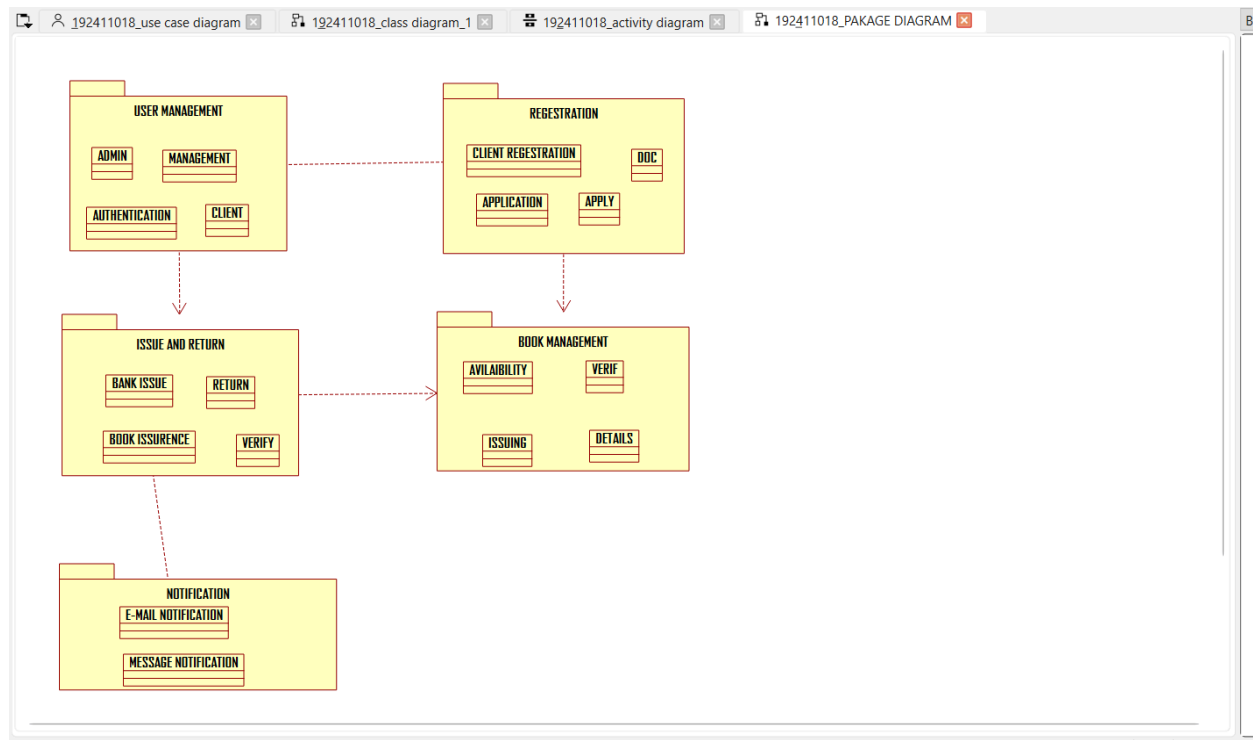 192411018_use case diagram
192411018_class diagram_1
192411018_activity diagram
192411018_PAKAGE DIAGRAM
B
USER MANAGEMENT
ADMIN
MANAGEMENT
AUTHENTICATION
CLIENT
REGESTRATION
CLIENT REGESTRATION
DOC
APPLICATION
APPLY
ISSUE AND RETURN
BANK ISSUE
RETURN
BOOK ISSURENCE
VERIFY
BOOK MANAGEMENT
AVILAIBILITY
VERIF
ISSUING
DETAILS
NOTIFICATION
E-MAIL NOTIFICATION
MESSAGE NOTIFICATION